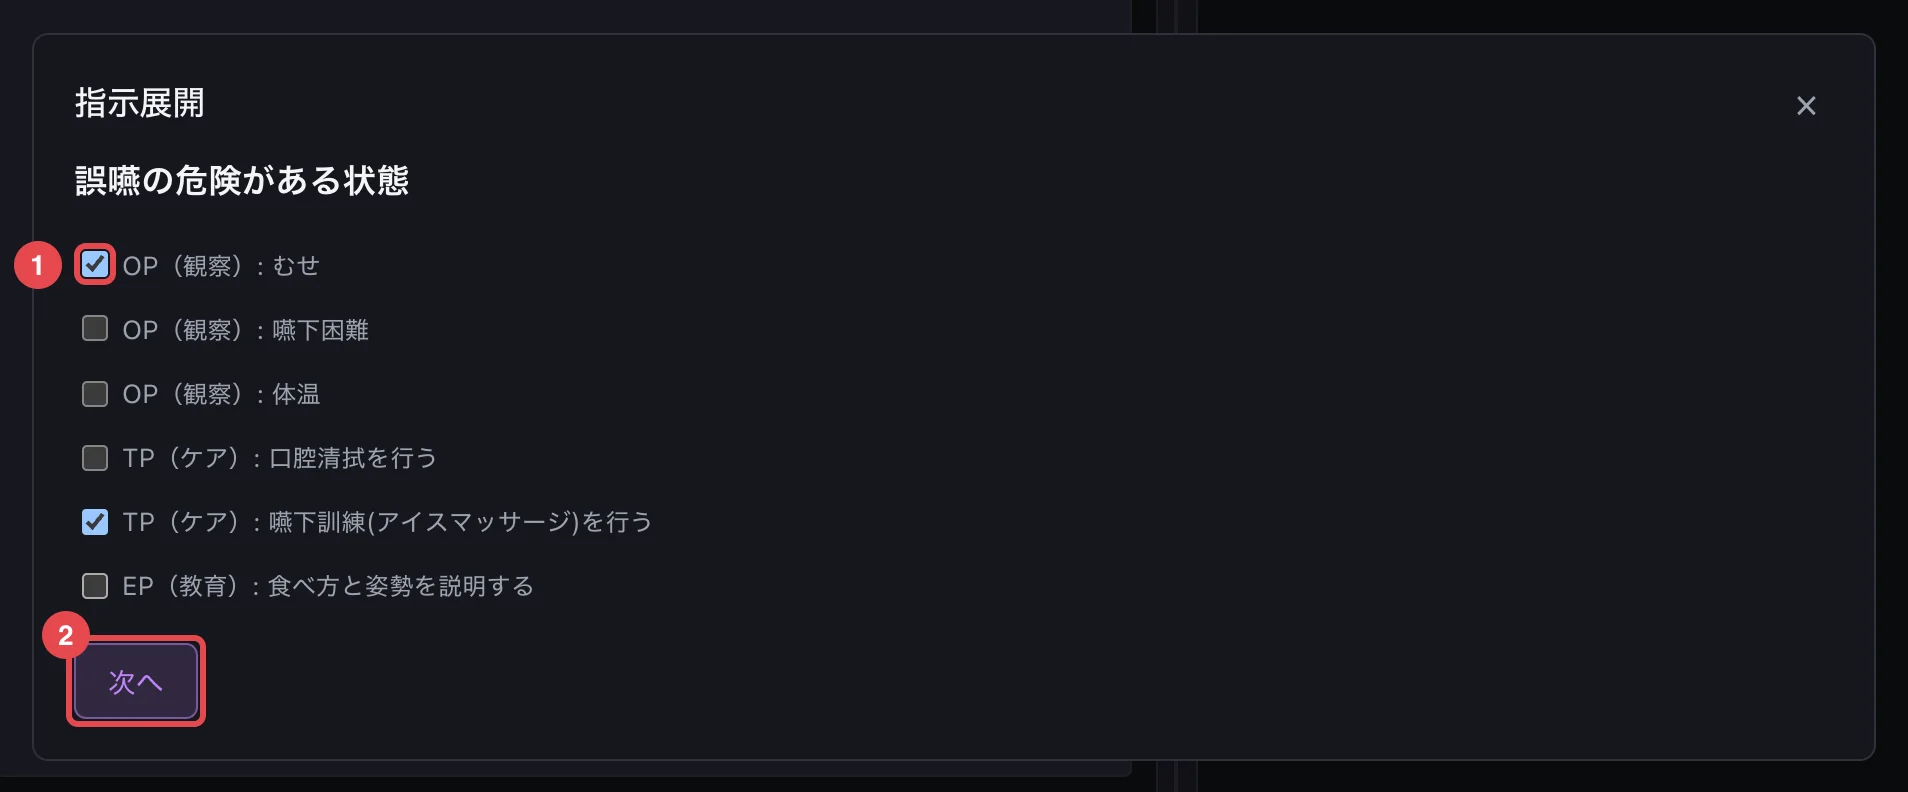 指示展開
×
誤嚥の危険がある状態
1 OP（観察）: むせ
OP（観察）: 嚥下困難
OP（観察）: 体温
TP（ケア）: 口腔清拭を行う
TP（ケア）: 嚥下訓練(アイスマッサージ)を行う
EP（教育）: 食べ方と姿勢を説明する
2
次へ